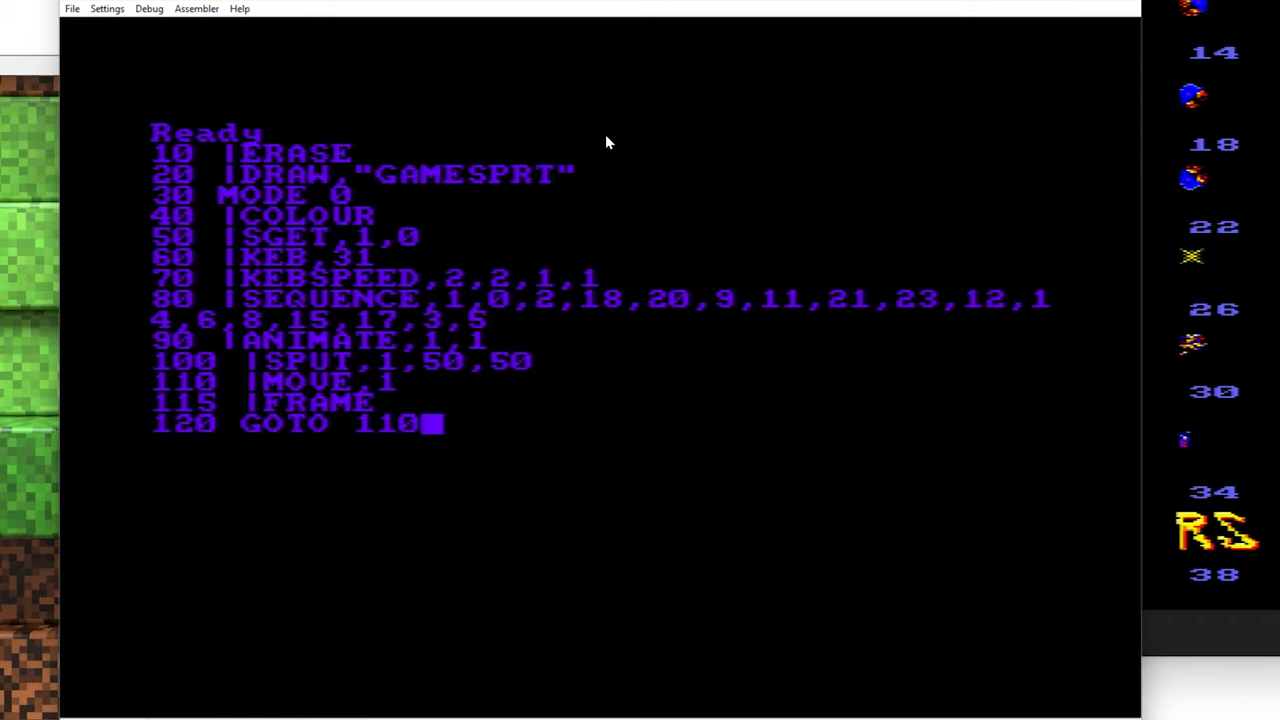 File Settings Debug Assembler Help
Ready
10 |ERASE
20 |DRAW,"GAMESPRT"
30 MODE 0
40 |COLOUR
50 |SGET,1,0
60 |KEB,31
70 |KEBSPEED,2,2,1,1
80 |SEQUENCE,1,0,2,18,20,9,11,21,23,12,1
4,6,8,15,17,3,5
90 |ANIMATE,1,1
100 |SPUT,1,50,50
110 |MOVE,1
115 |FRAME
120 GOTO 110
14
18
22
26
30
34
RS
38